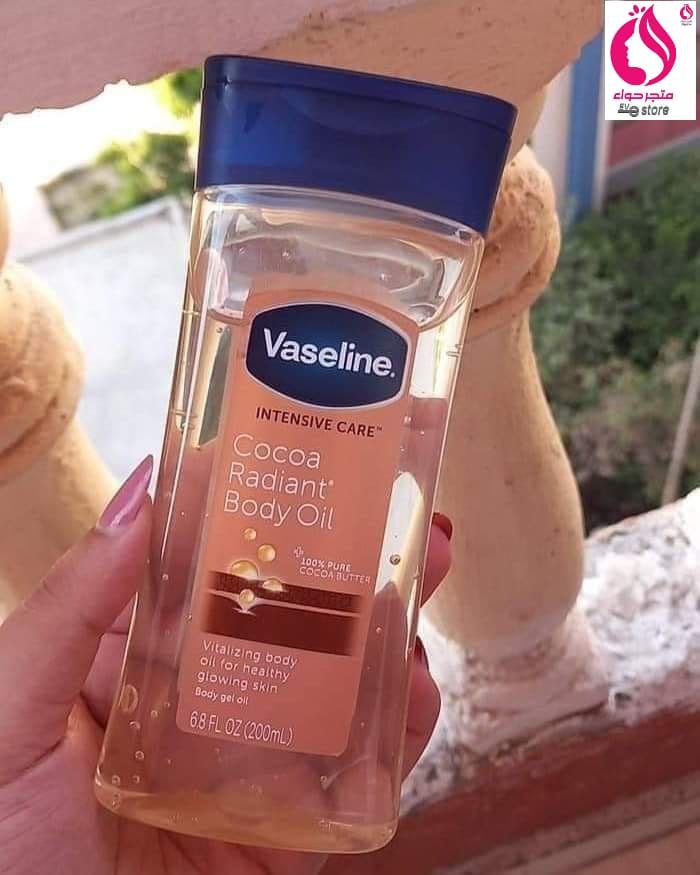 متجر حواء
Eve store
Vaseline.
INTENSIVE CARE™
Cocoa
Radiant®
Body Oil
100% PURE
COCOA BUTTER
Vitalizing body
oil for healthy
glowing skin
Body gel oil
6.8 FL OZ (200mL)